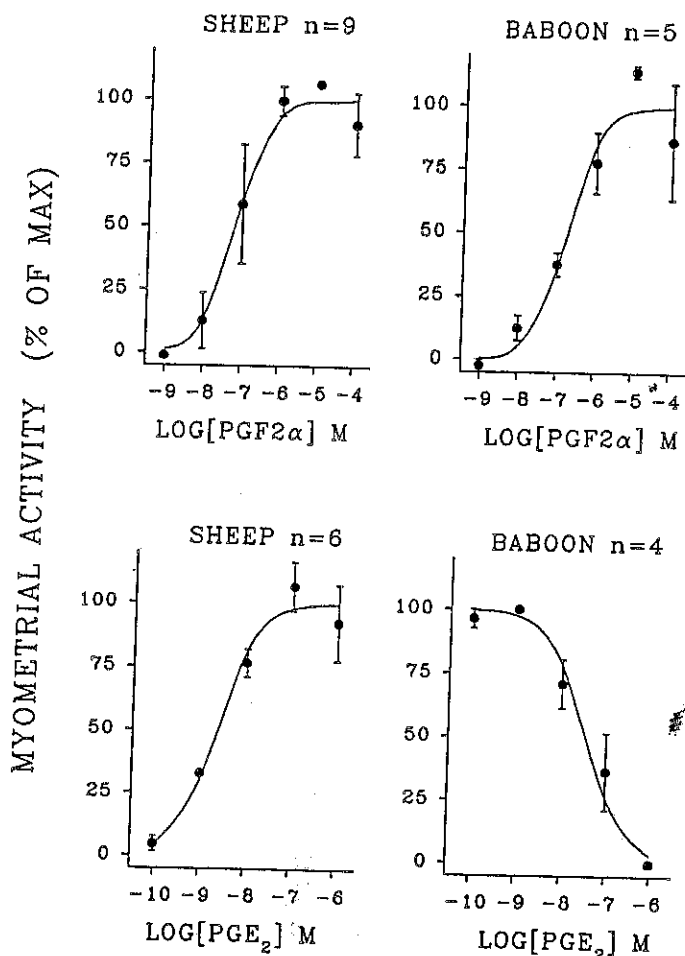 MYOMETRIAL ACTIVITY (% OF MAX)
SHEEP n=9
100
75
50
25
0
-9 -8 -7 -6 -5 -4
LOG[PGF2α] M
BABOON n=5
100
75
50
25
0
-9 -8 -7 -6 -5 -4
LOG[PGF2α] M
SHEEP n=6
100
75
50
25
0
-10 -9 -8 -7 -6
LOG[PGE₂] M
BABOON n=4
100
75
50
25
0
-10 -9 -8 -7 -6
LOG[PGE₂] M